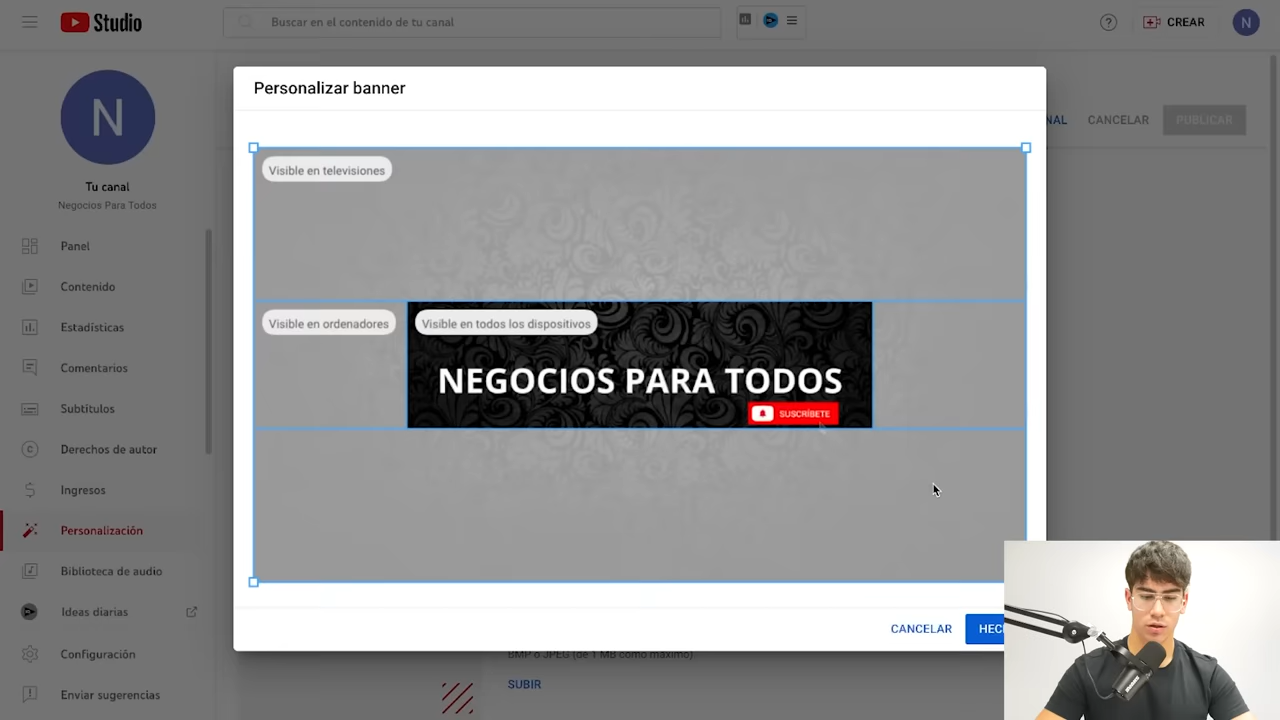 Studio
Buscar en el contenido de tu canal
CREAR
N
N
Tu canal
Negocios Para Todos
Panel
Contenido
Estadísticas
Comentarios
Subtítulos
Derechos de autor
Ingresos
Personalización
Biblioteca de audio
Ideas diarias
Configuración
Enviar sugerencias
NAL
CANCELAR
PUBLICAR
Personalizar banner
Visible en televisiones
Visible en ordenadores
Visible en todos los dispositivos
NEGOCIOS PARA TODOS
SUSCRÍBETE
CANCELAR
HEC
BMP o JPEG (de 1 MB como máximo).
SUBIR